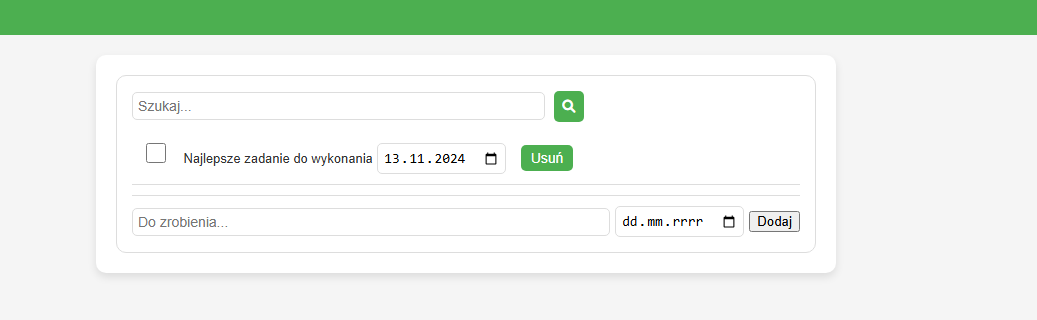 Szukaj...
Najlepsze zadanie do wykonania 13.11.2024 Usuń
Do zrobienia... dd.mm.rrrr Dodaj